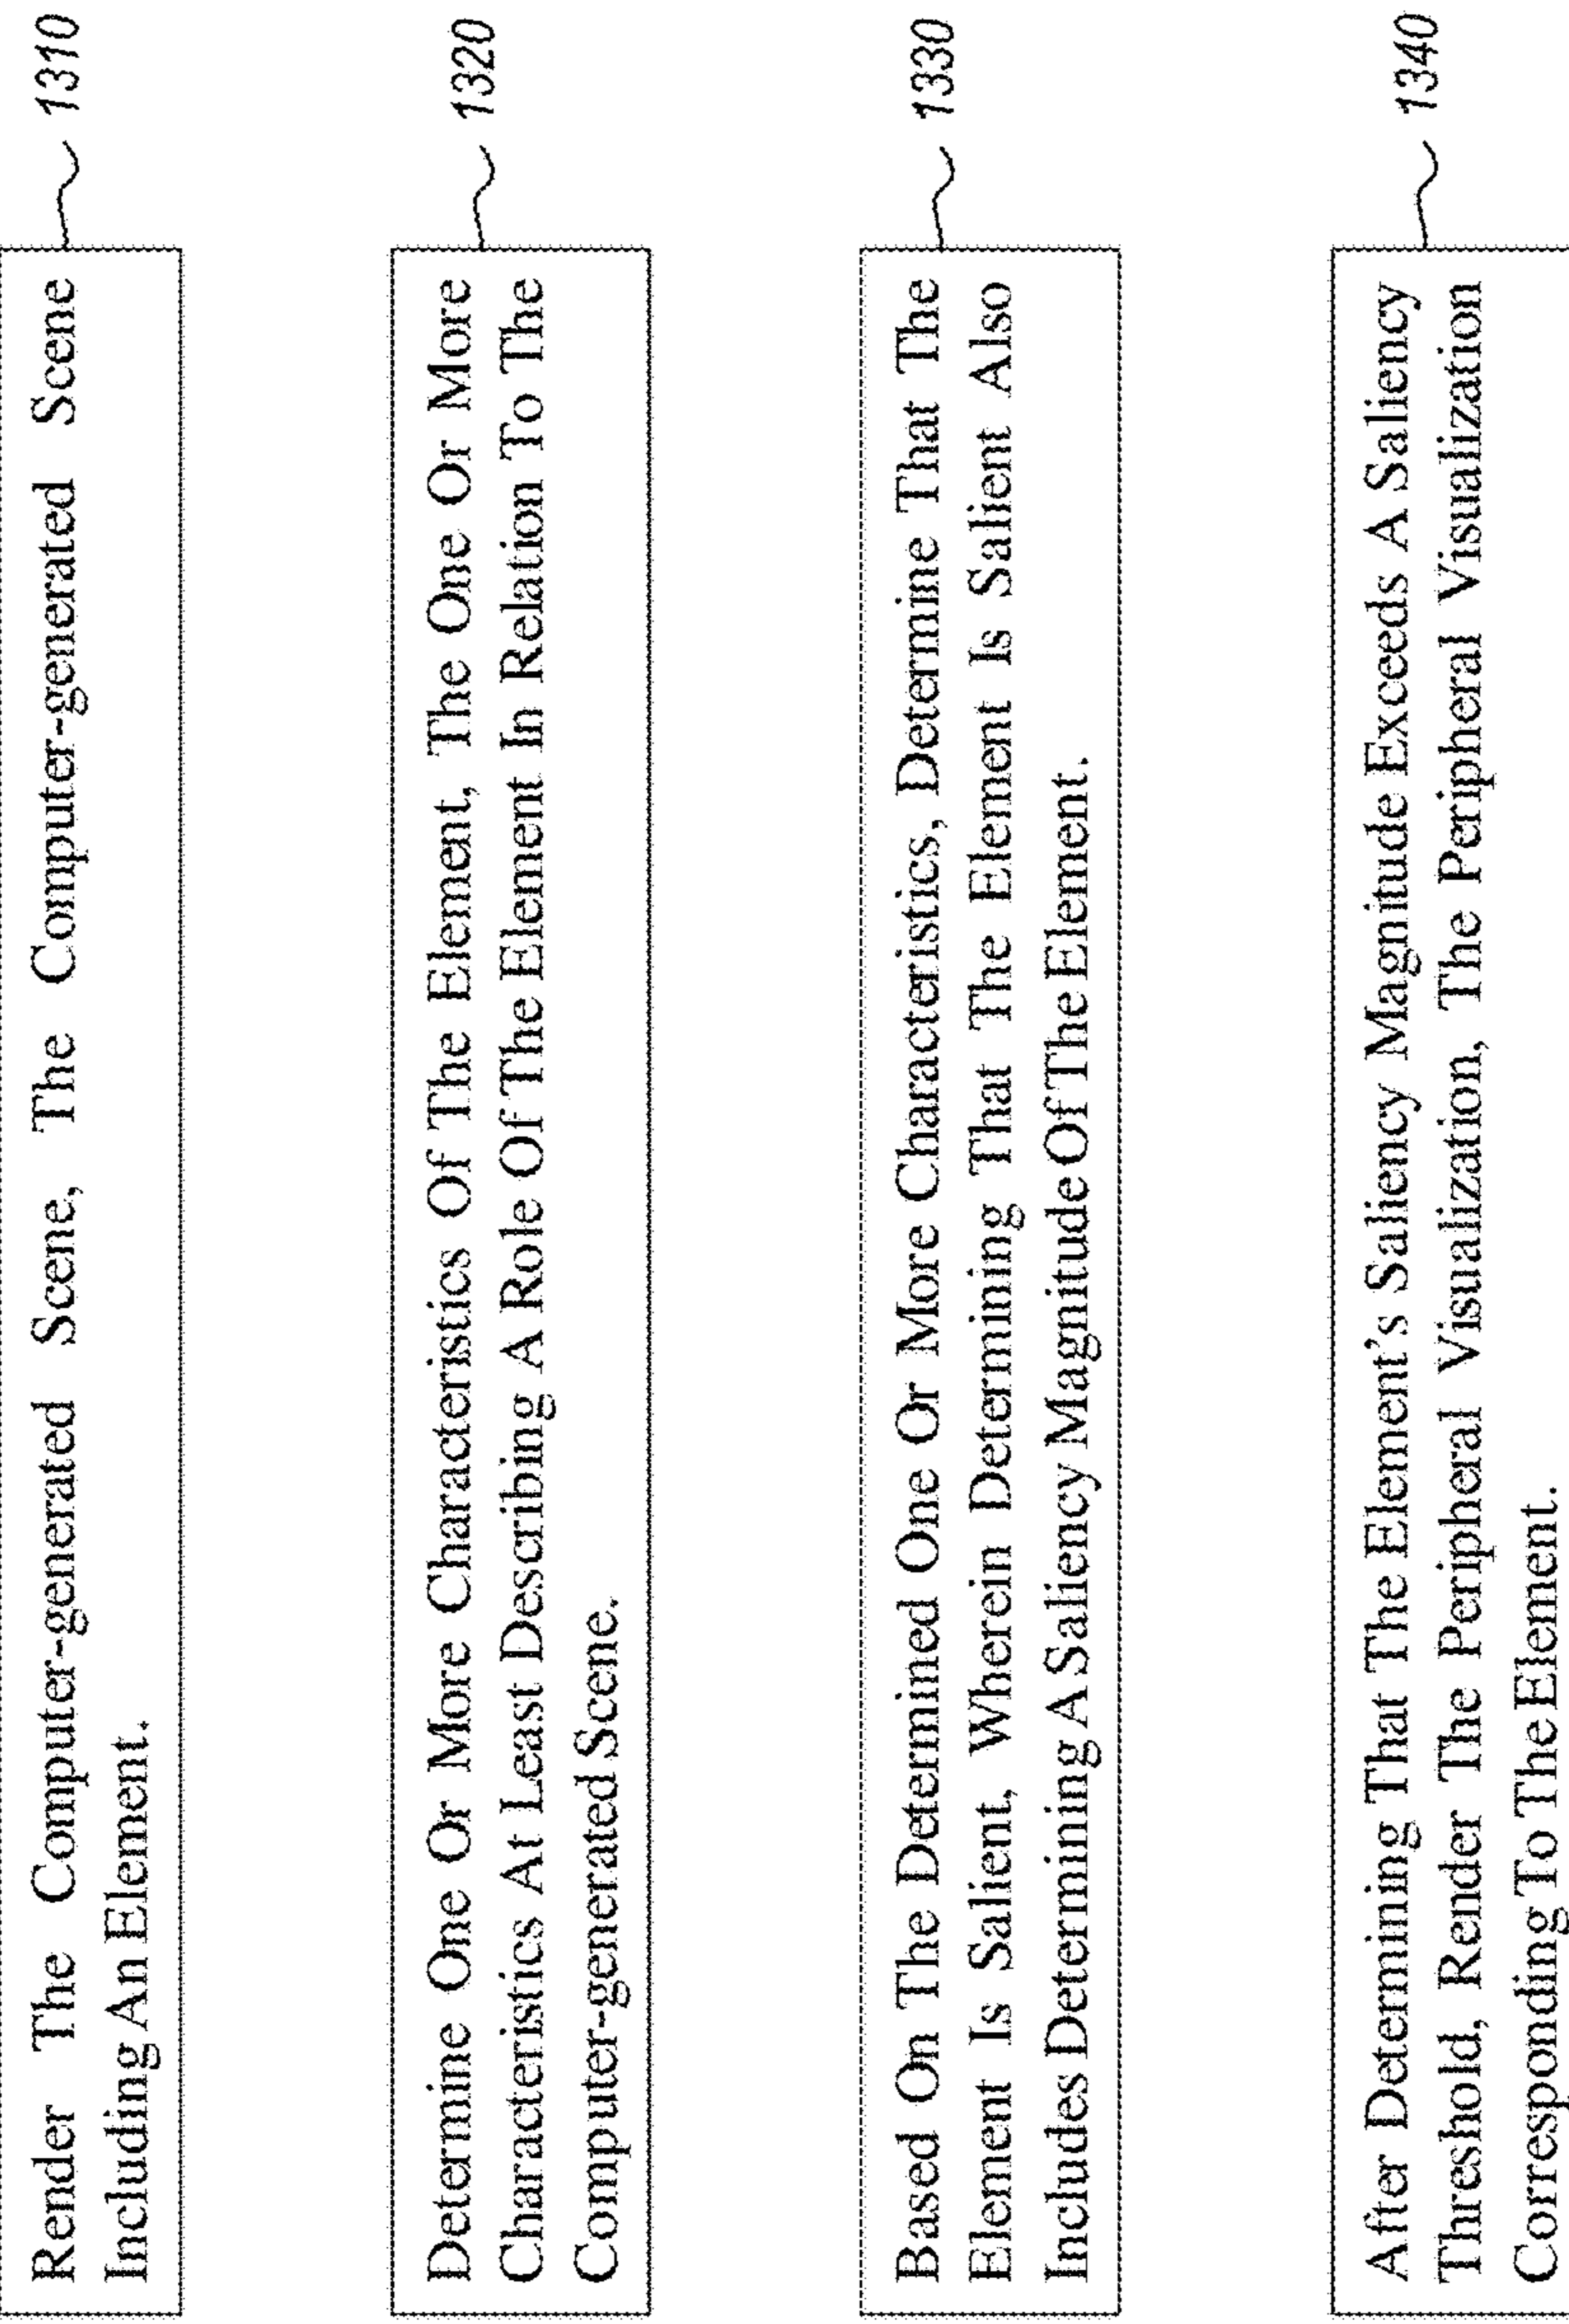 Render The Computer-generated Scene, The Computer-generated Scene
Including An Element.
1310
Determine One Or More Characteristics Of The Element, The One Or More
Characteristics At Least Describing A Role Of The Element In Relation To The
Computer-generated Scene.
1320
Based On The Determined One Or More Characteristics, Determine That The
Element Is Salient, Wherein Determining That The Element Is Salient Also
Includes Determining A Saliency Magnitude Of The Element.
1330
After Determining That The Element's Saliency Magnitude Exceeds A Saliency
Threshold, Render The Peripheral Visualization, The Peripheral Visualization
Corresponding To The Element.
1340